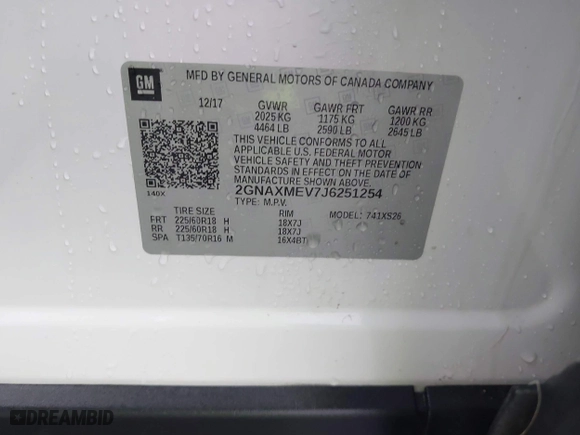 GM
MFD BY GENERAL MOTORS OF CANADA COMPANY
12/17 GVWR GAWR FRT GAWR RR
2025 KG 1175 KG 1200 KG
4464 LB 2590 LB 2645 LB
THIS VEHICLE CONFORMS TO ALL
APPLICABLE U.S. FEDERAL MOTOR
VEHICLE SAFETY AND THEFT PREVENTION
STANDARDS IN EFFECT ON THE DATE OF
MANUFACTURE SHOWN ABOVE.
2GNAXMEV7J6251254
140X TYPE: M.P.V.
TIRE SIZE RIM MODEL: 741XS26
FRT 225/60R18 H 18X7J
RR 225/60R18 H 18X7J
SPA T135/70R16 M 16X4BT
DREAMBID